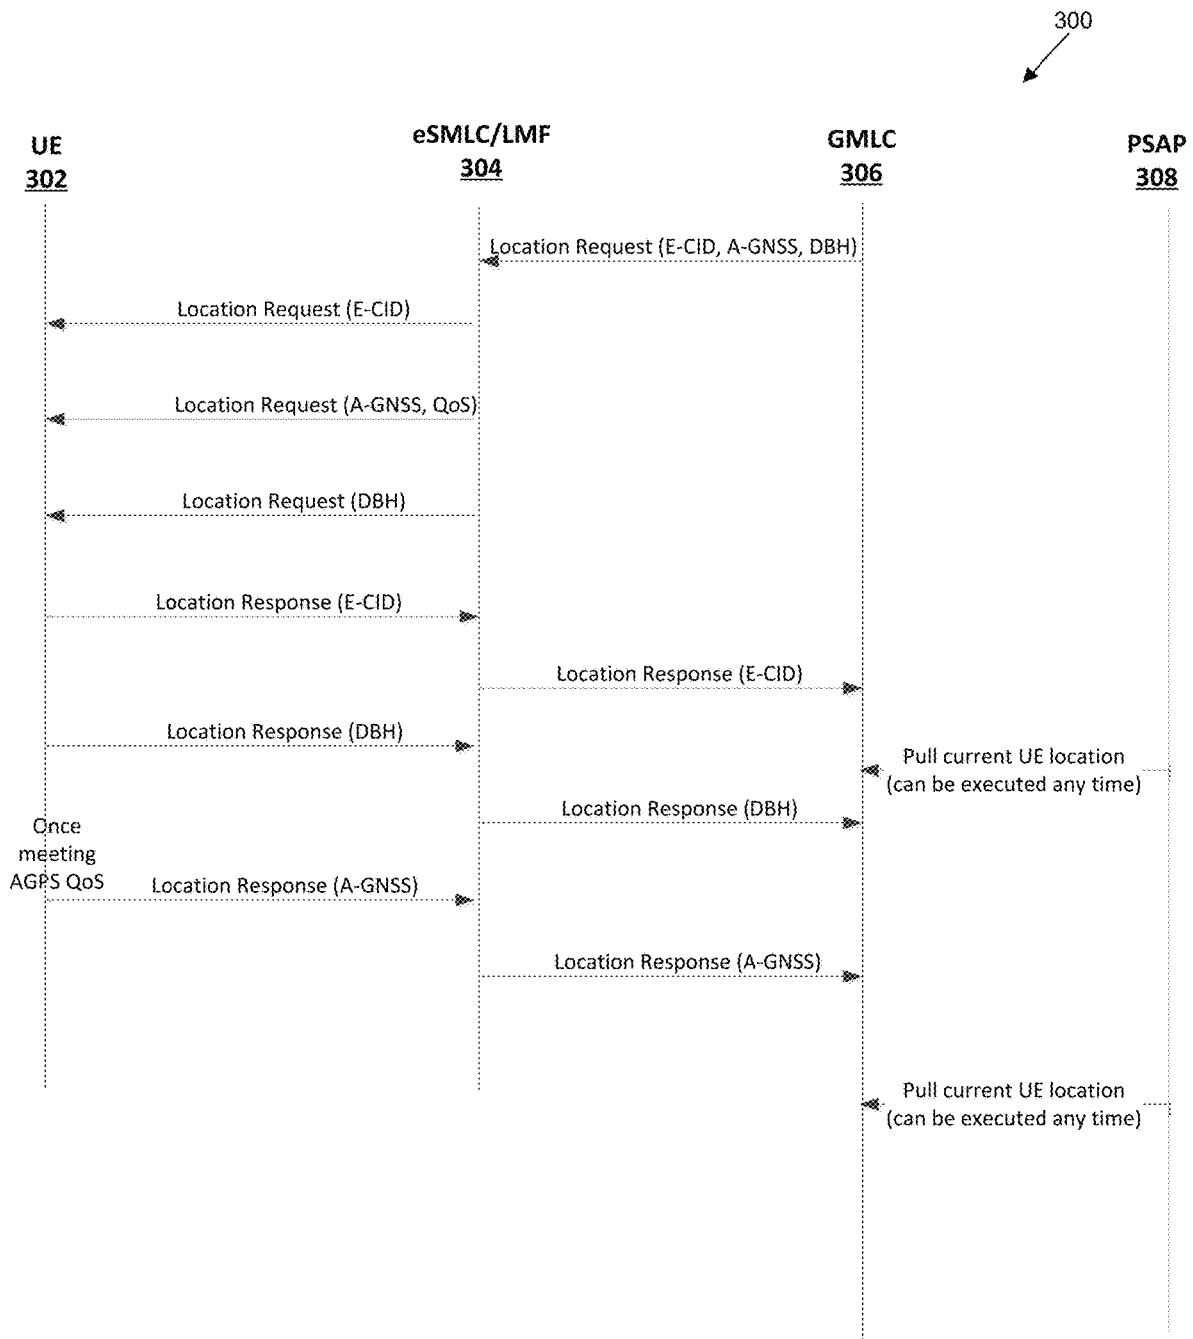 300
UE
302
eSMLC/LMF
304
GMLC
306
PSAP
308
Location Request (E-CID, A-GNSS, DBH)
Location Request (E-CID)
Location Request (A-GNSS, QoS)
Location Request (DBH)
Location Response (E-CID)
Location Response (E-CID)
Location Response (DBH)
Pull current UE location
(can be executed any time)
Location Response (DBH)
Once
meeting
AGPS QoS
Location Response (A-GNSS)
Location Response (A-GNSS)
Pull current UE location
(can be executed any time)